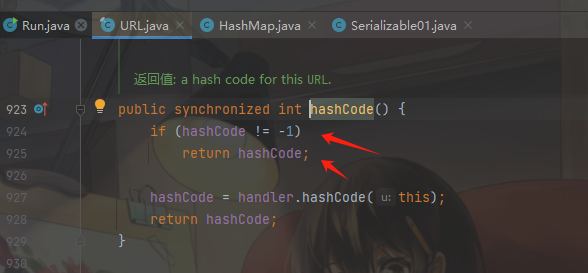 Run.java URL.java HashMap.java Serializable01.java
返回值: a hash code for this URL.
923 public synchronized int hashCode() {
924 if (hashCode != -1)
925 return hashCode;
927 hashCode = handler.hashCode( u: this);
928 return hashCode;
929 }
930